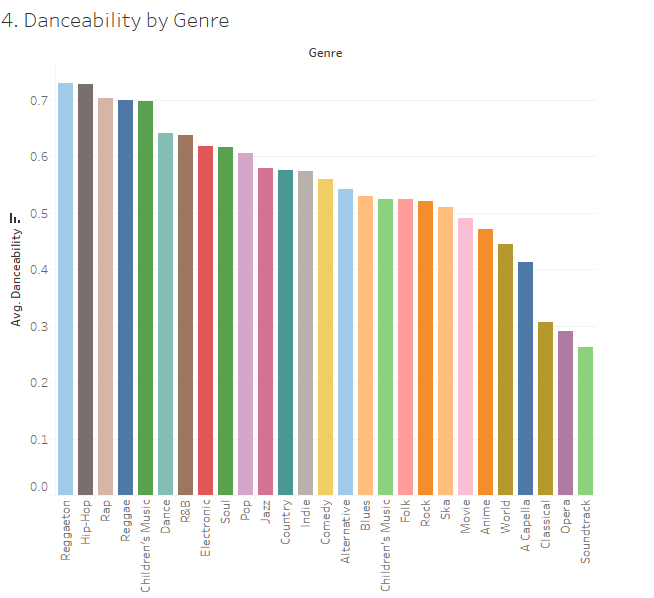 4. Danceability by Genre
Genre
Avg. Danceability
0.7
0.6
0.5
0.4
0.3
0.2
0.1
0.0
Reggaeton
Hip-Hop
Rap
Reggae
Children's Music
Dance
R&B
Electronic
Soul
Pop
Jazz
Country
Indie
Comedy
Alternative
Blues
Children's Music
Folk
Rock
Ska
Movie
Anime
World
A Capella
Classical
Opera
Soundtrack